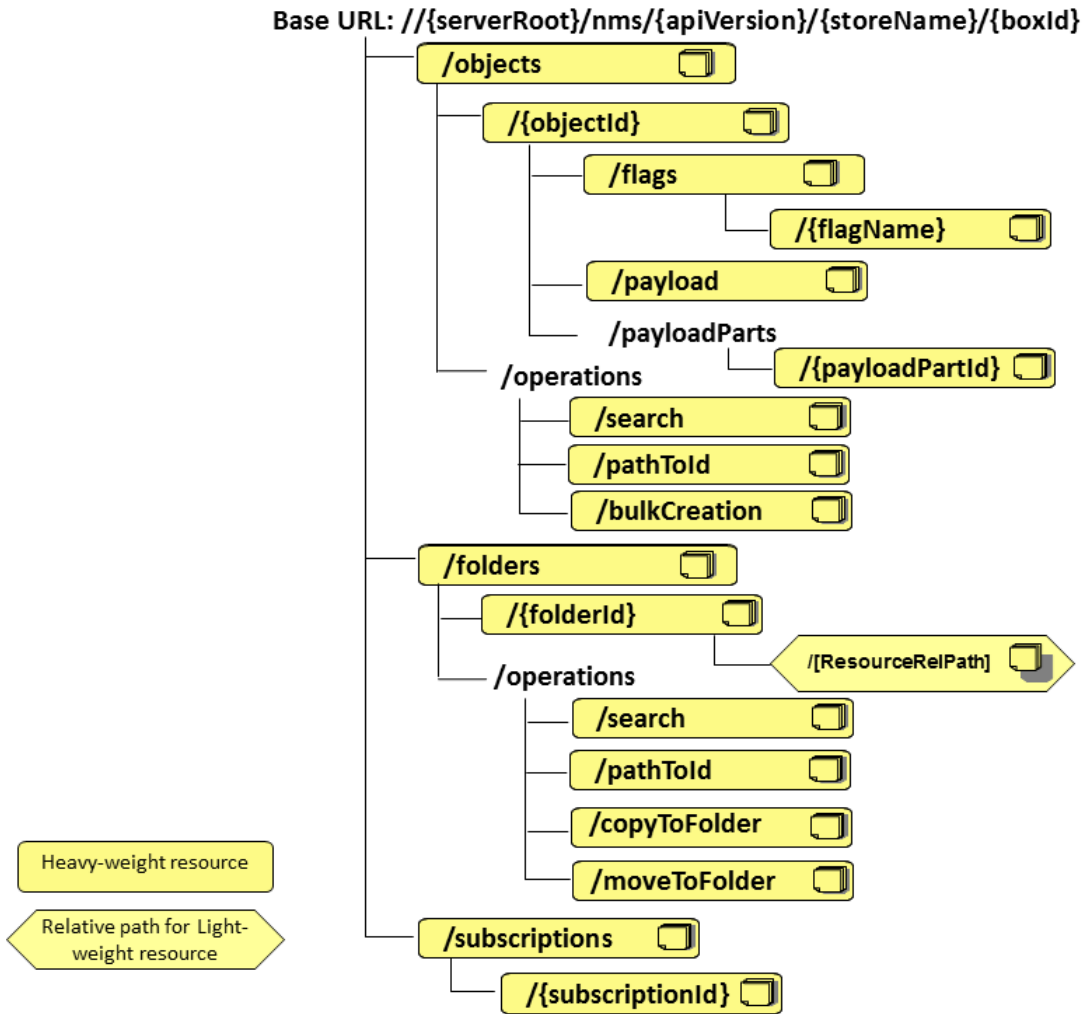 Base URL: //{serverRoot}/nms/{apiVersion}/{storeName}/{boxId}
/objects
/{objectId}
/flags
/{flagName}
/payload
/payloadParts
/{payloadPartId}
/operations
/search
/pathToId
/bulkCreation
/folders
/{folderId}
/[ResourceRelPath]
/operations
/search
/pathToId
/copyToFolder
/moveToFolder
/subscriptions
/{subscriptionId}
Heavy-weight resource
Relative path for Light-
weight resource